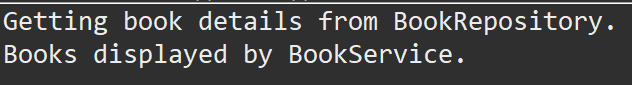 Getting book details from BookRepository.
Books displayed by BookService.